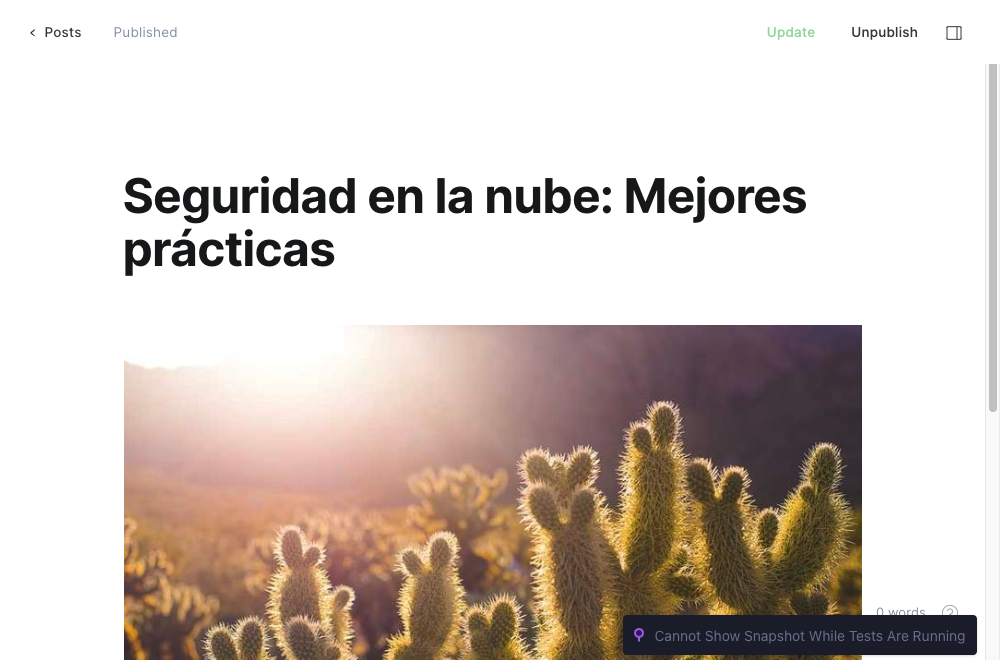 Posts
Published
Update
Unpublish
Seguridad en la nube: Mejores
prácticas
0 words
?
Cannot Show Snapshot While Tests Are Running